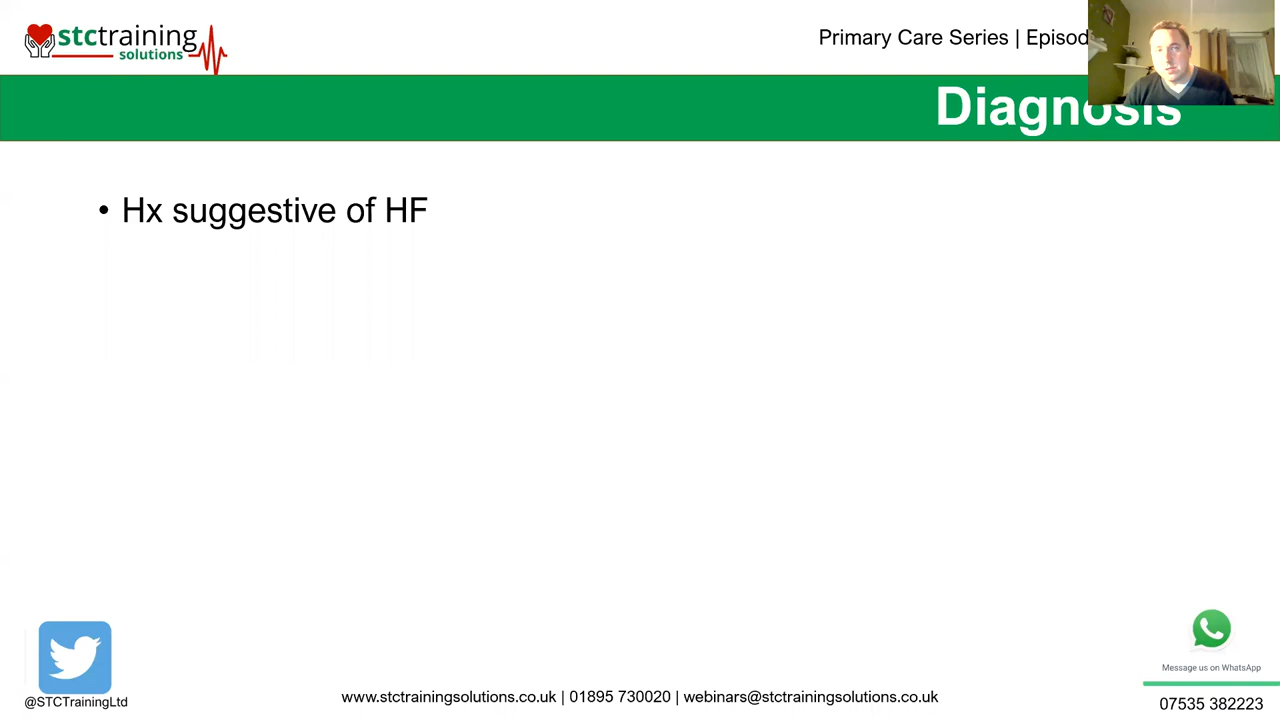 stctraining
solutions
Primary Care Series | Episod
Diagnosis
• Hx suggestive of HF
@STCTrainingLtd
www.stctrainingsolutions.co.uk | 01895 730020 | webinars@stctrainingsolutions.co.uk
Message us on WhatsApp
07535 382223